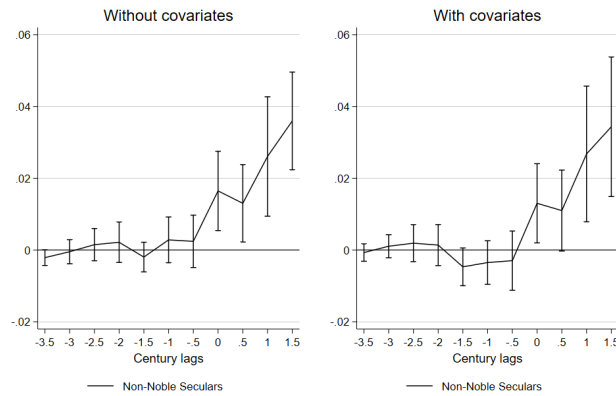 Without covariates
.06
.04
.02
0
-.02
-3.5 -3 -2.5 -2 -1.5 -1 -.5 0 .5 1 1.5
Century lags
Non-Noble Seculars
With covariates
.06
.04
.02
0
-.02
-3.5 -3 -2.5 -2 -1.5 -1 -.5 0 .5 1 1.5
Century lags
Non-Noble Seculars